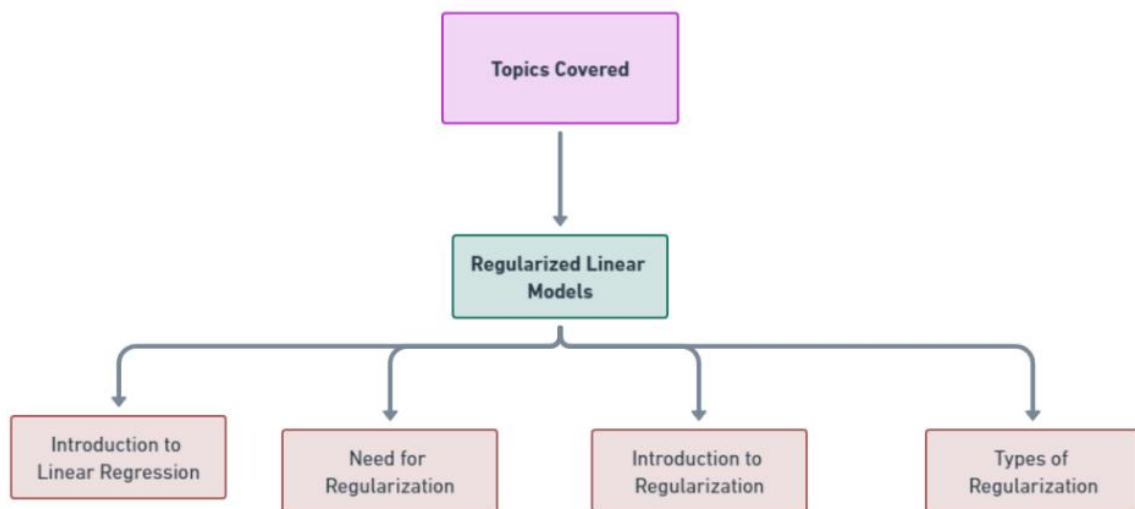 Topics Covered
Regularized Linear
Models
Introduction to
Linear Regression
Need for
Regularization
Introduction to
Regularization
Types of
Regularization